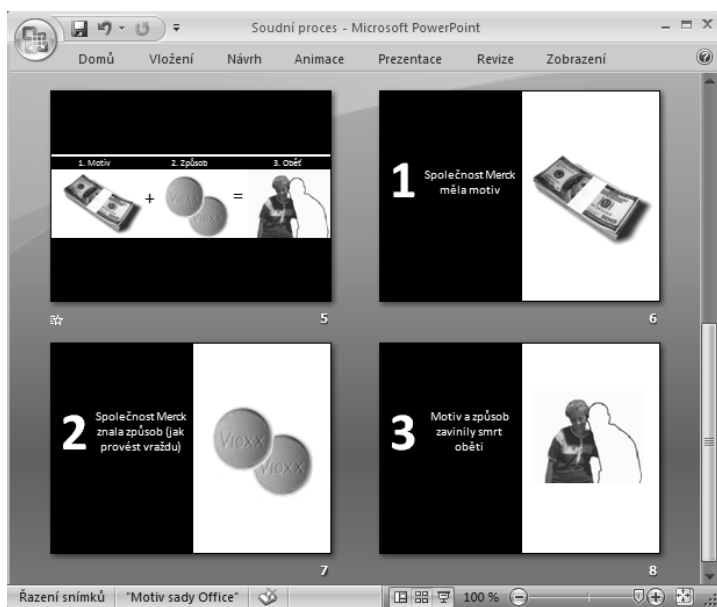 Soudní proces - Microsoft PowerPoint
Domů Vložení Návrh Animace Prezentace Revize Zobrazení
1. Motiv 2. Způsob 3. Oběť
+ VIOXX =
5
1 Společnost Merck
měla motiv
6
2 Společnost Merck
znala způsob (jak
provést vraždu)
VIOXX
VIOXX
7
3 Motiv a způsob
zavinily smrt
oběti
8
Řazení snímků "Motiv sady Office" 100 %